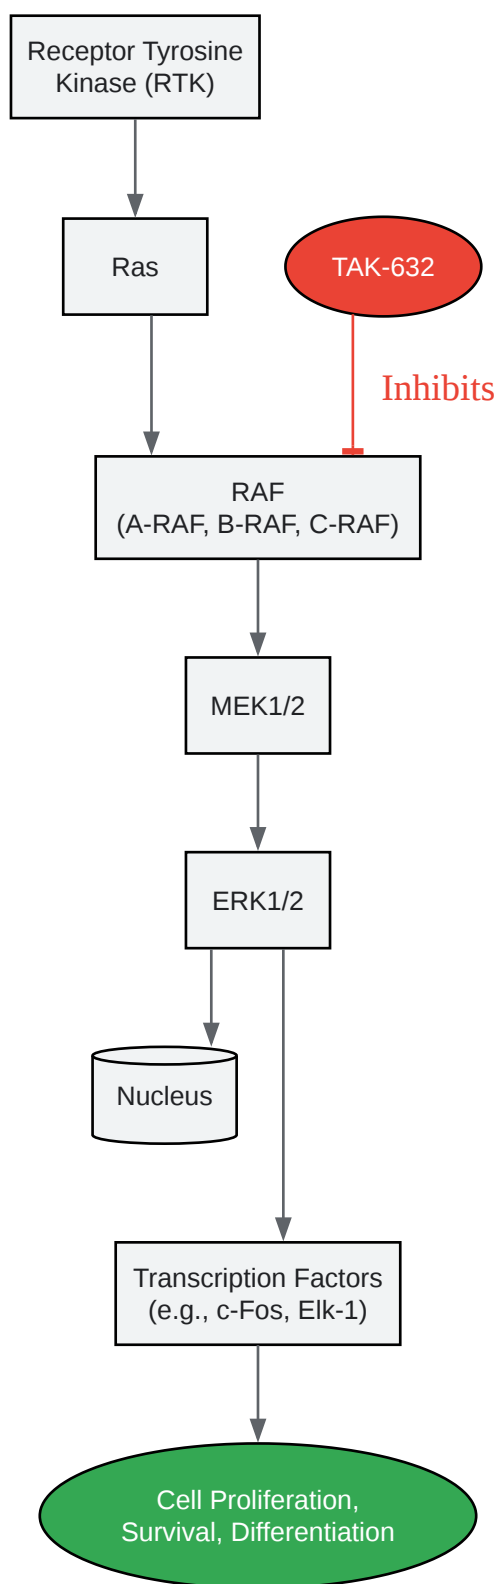 Receptor Tyrosine
Kinase (RTK)
Ras
TAK-632
Inhibits
RAF
(A-RAF, B-RAF, C-RAF)
MEK1/2
ERK1/2
Nucleus
Transcription Factors
(e.g., c-Fos, Elk-1)
Cell Proliferation,
Survival, Differentiation